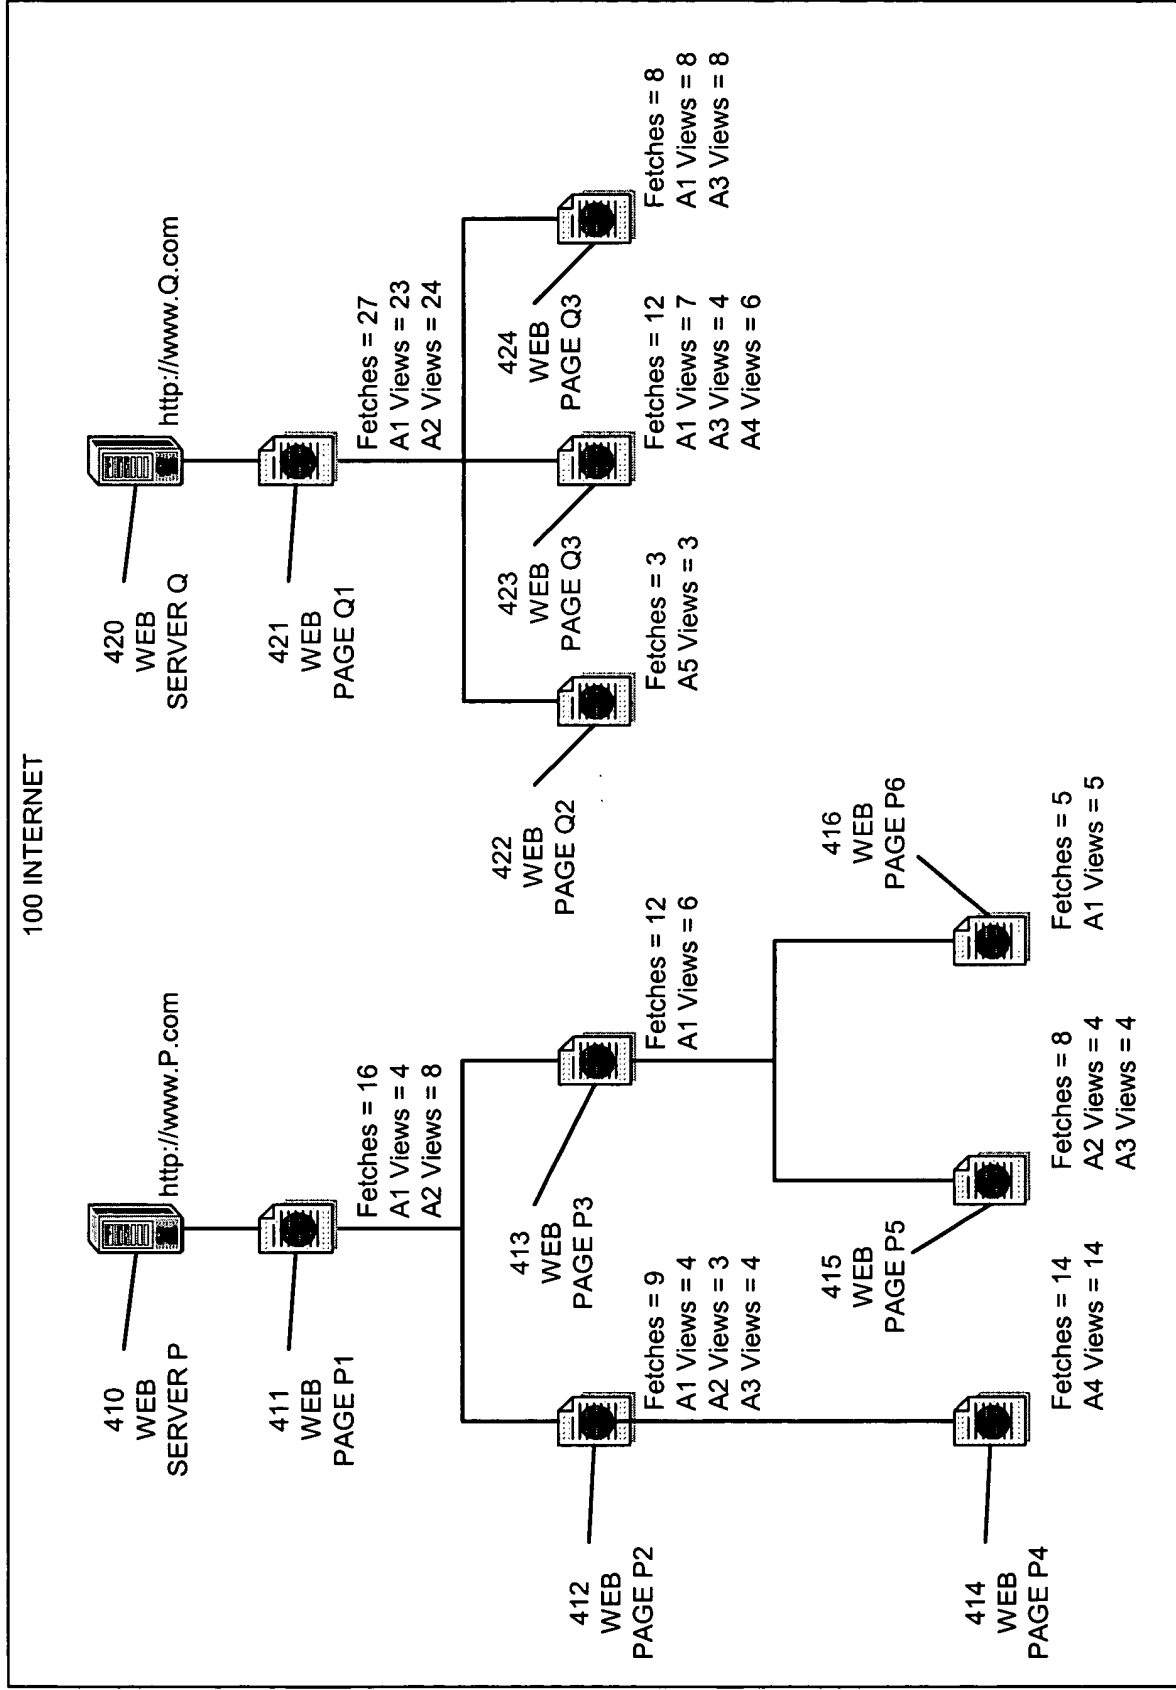 100 INTERNET
410
WEB
SERVER P
http://www.P.com
411
WEB
PAGE P1
Fetches = 16
A1 Views = 4
A2 Views = 8
412
WEB
PAGE P2
Fetches = 9
A1 Views = 4
A2 Views = 3
A3 Views = 4
413
WEB
PAGE P3
Fetches = 12
A1 Views = 6
414
WEB
PAGE P4
Fetches = 14
A4 Views = 14
415
WEB
PAGE P5
Fetches = 8
A2 Views = 4
A3 Views = 4
416
WEB
PAGE P6
Fetches = 5
A1 Views = 5
420
WEB
SERVER Q
http://www.Q.com
421
WEB
PAGE Q1
Fetches = 27
A1 Views = 23
A2 Views = 24
422
WEB
PAGE Q2
Fetches = 3
A5 Views = 3
423
WEB
PAGE Q3
Fetches = 12
A1 Views = 7
A3 Views = 4
A4 Views = 6
424
WEB
PAGE Q3
Fetches = 8
A1 Views = 8
A3 Views = 8